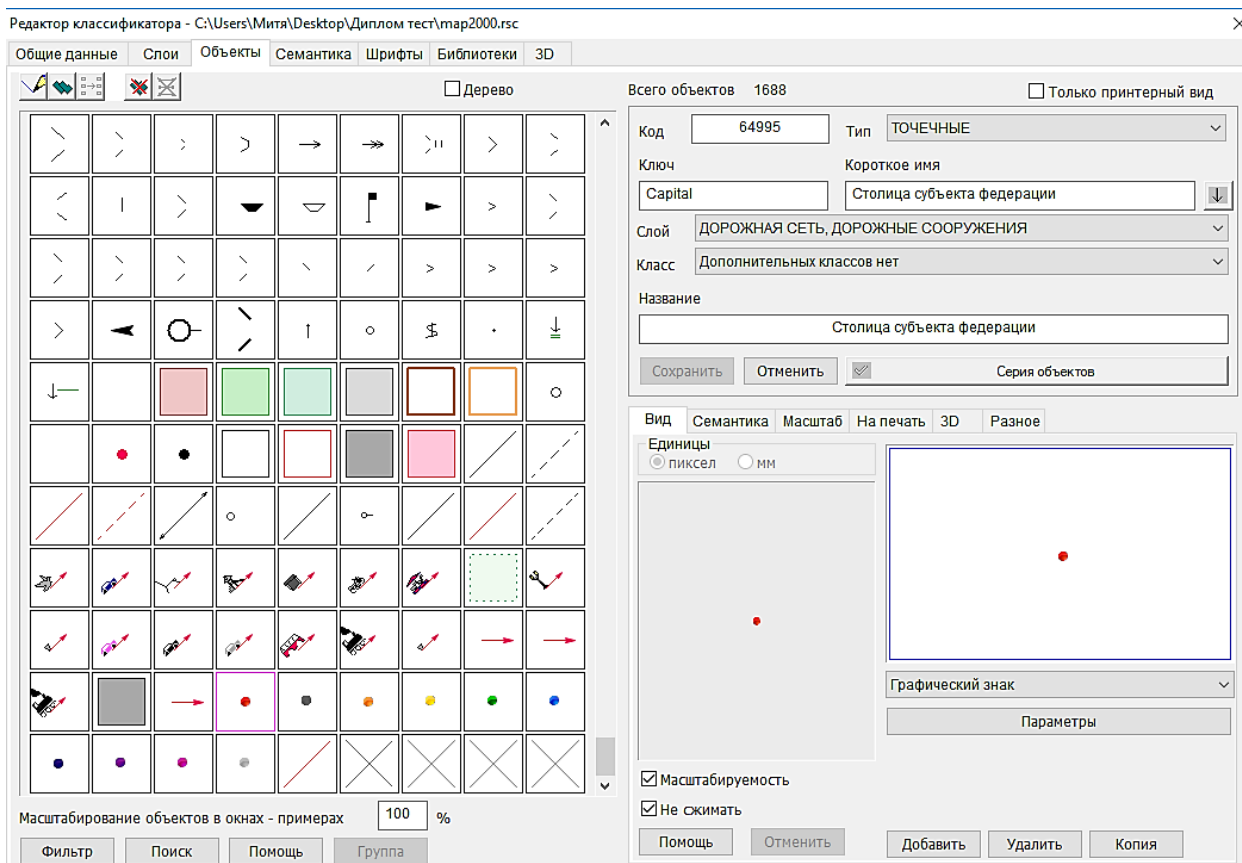 Редактор классификатора - C:\Users\Митя\Desktop\Диплом тест\map2000.rsc
Общие данные Слои Объекты Семантика Шрифты Библиотеки 3D
Дерево
Всего объектов 1688
Только принтерный вид
Код 64995 Тип ТОЧЕЧНЫЕ
Ключ Короткое имя
Capital Столица субъекта федерации
Слой ДОРОЖНАЯ СЕТЬ, ДОРОЖНЫЕ СООРУЖЕНИЯ
Класс Дополнительных классов нет
Название
Столица субъекта федерации
Сохранить Отменить Серия объектов
Вид Семантика Масштаб На печать 3D Разное
Единицы
пиксел мм
Графический знак
Параметры
Масштабируемость
Не сжимать
Помощь Отменить Добавить Удалить Копия
Масштабирование объектов в окнах - примерах 100 %
Фильтр Поиск Помощь Группа